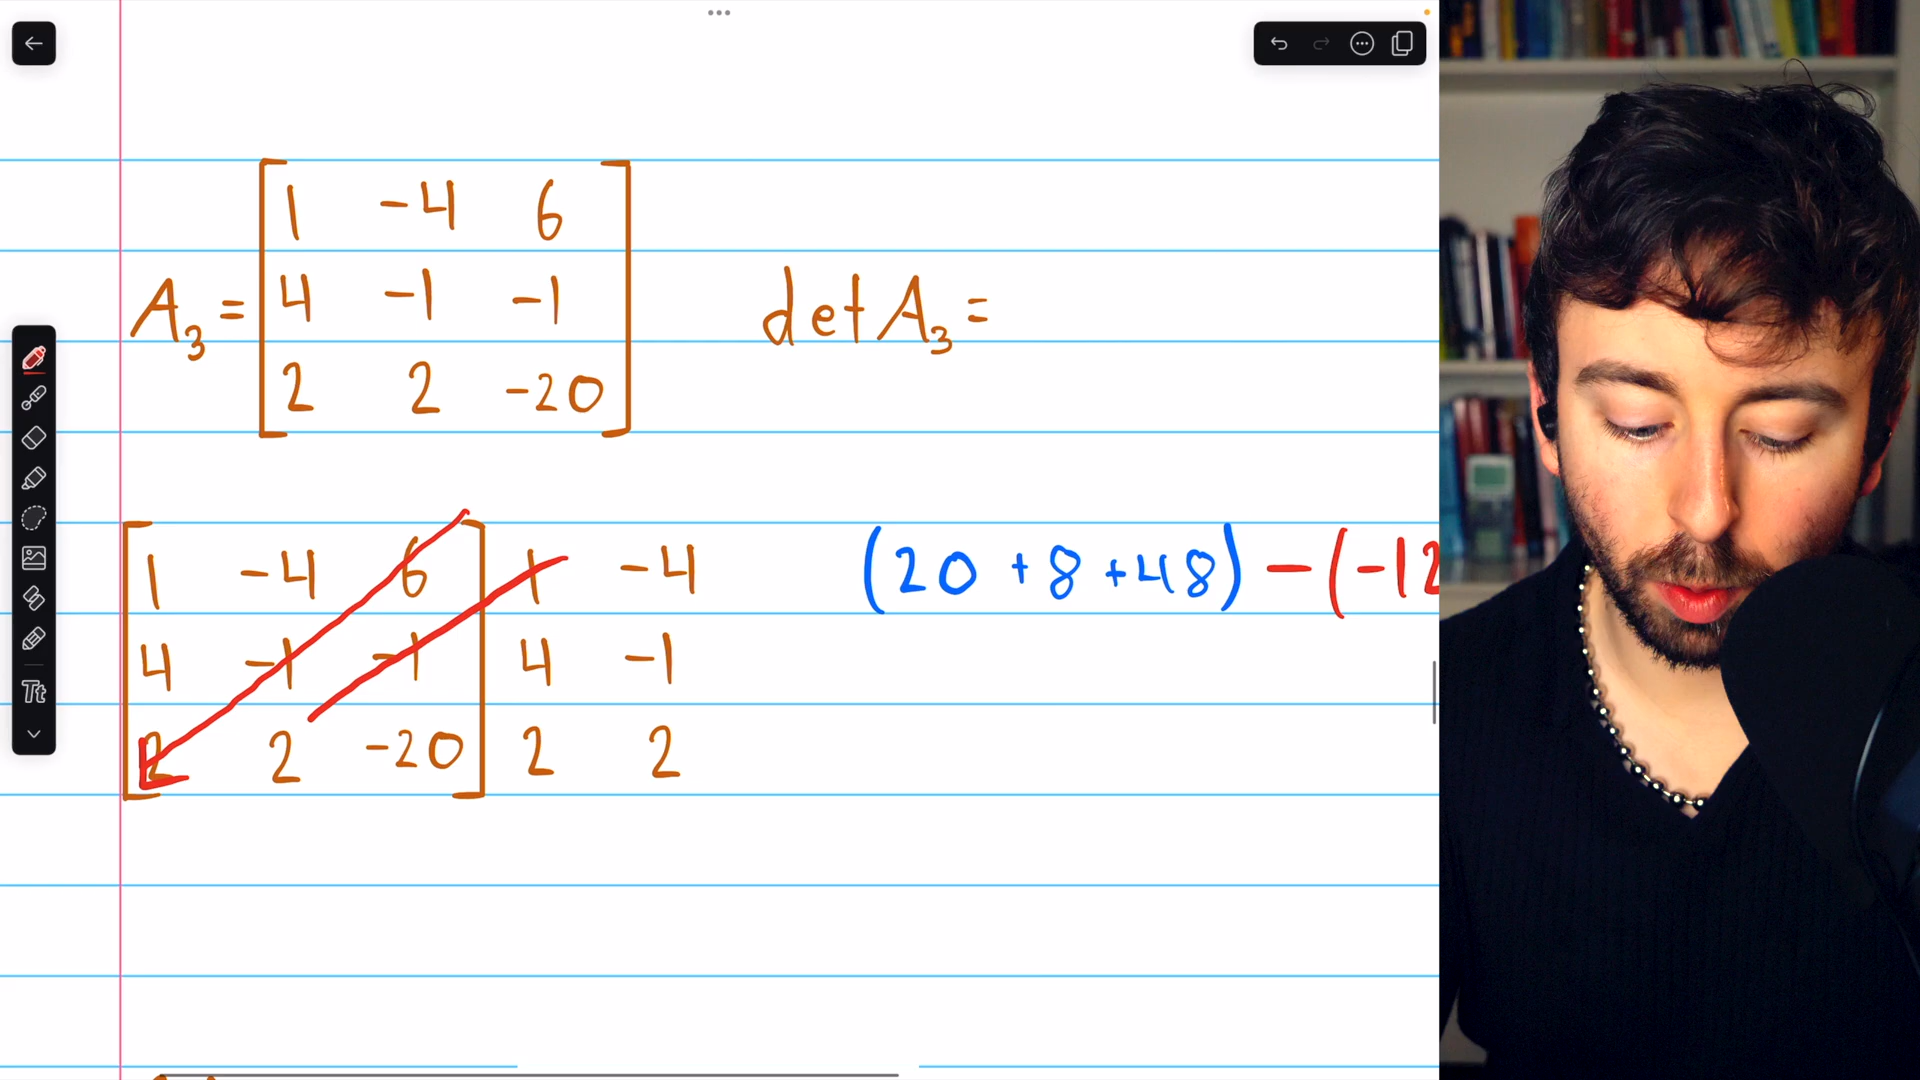 1 -4 6
A₃ = 4 -1 -1 det A₃ =
2 2 -20
1 -4 6 1 -4 (20 + 8 + 48) - (-12
4 -1 -1 4 -1
2 2 -20 2 2
Tt